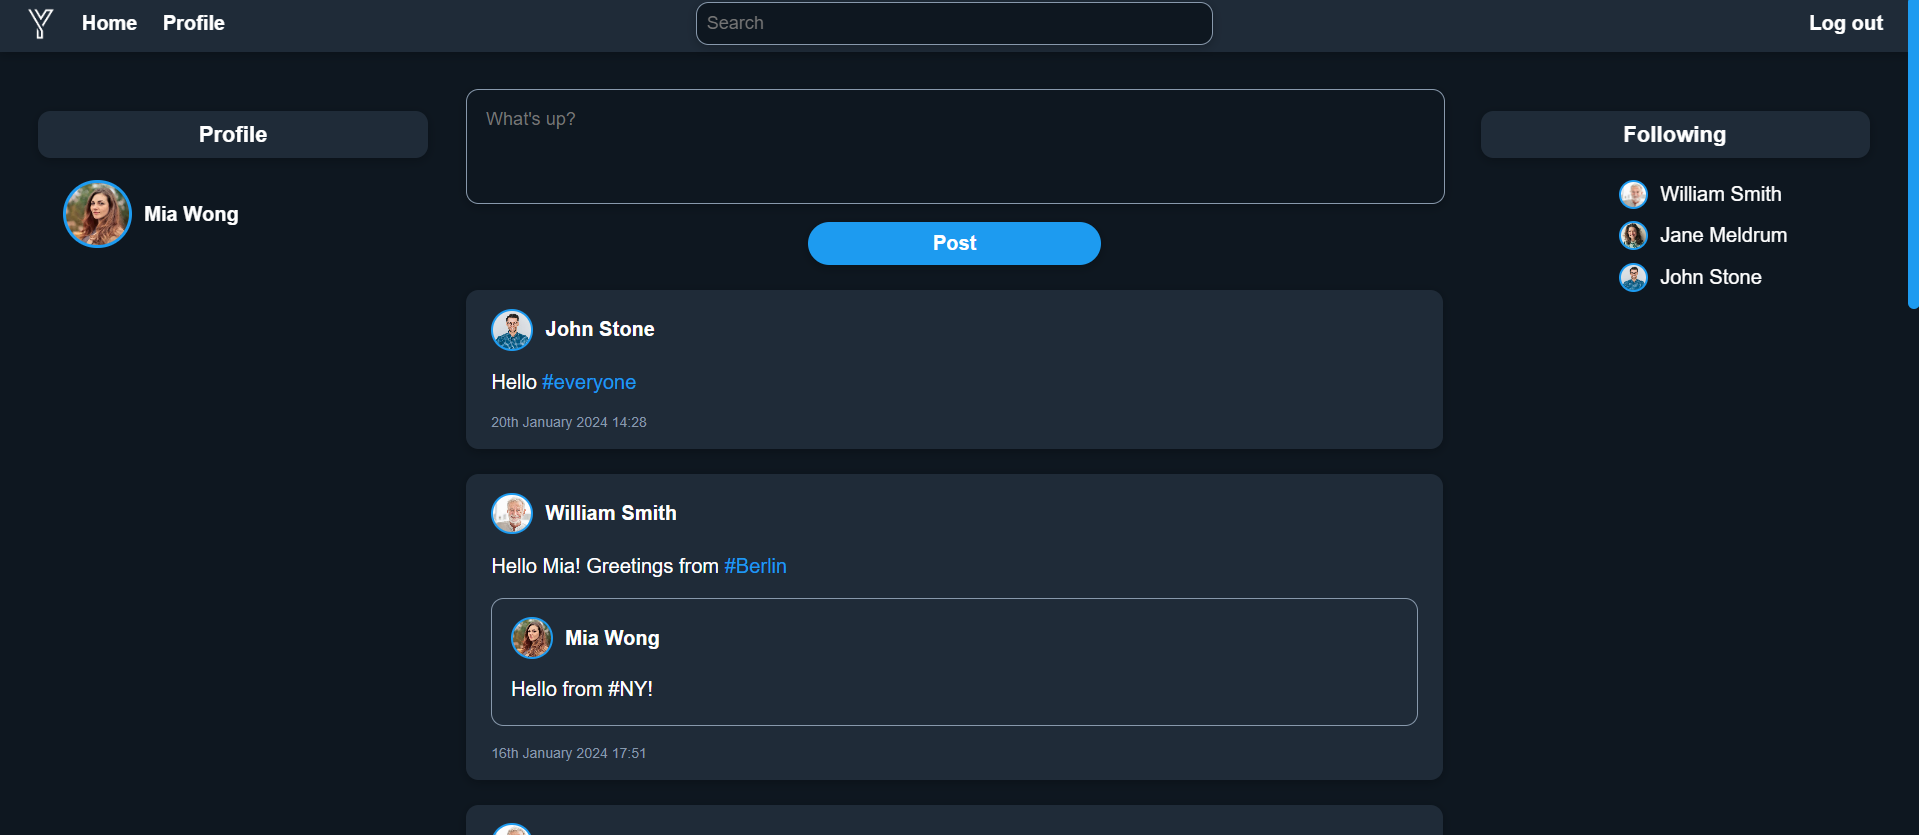 Y Home Profile Search Log out
Profile
Mia Wong
What's up?
Post
John Stone
Hello #everyone
20th January 2024 14:28
William Smith
Hello Mia! Greetings from #Berlin
Mia Wong
Hello from #NY!
16th January 2024 17:51
Following
William Smith
Jane Meldrum
John Stone